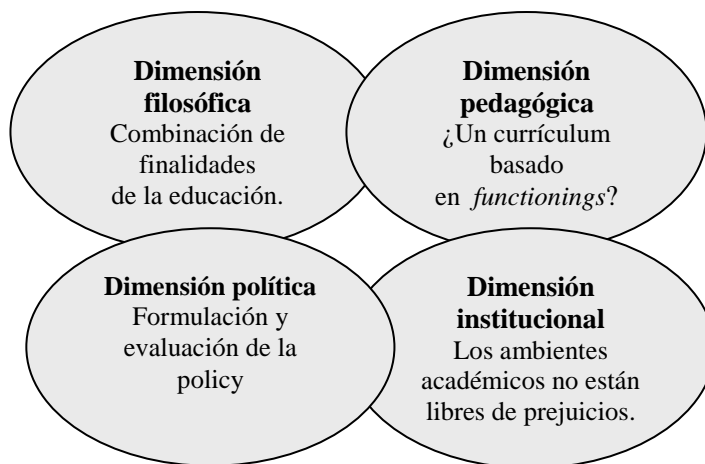 Dimensión
filosófica
Combinación de
finalidades
de la educación.
Dimensión
pedagógica
¿Un currículum
basado
en functionings?
Dimensión política
Formulación y
evaluación de la
policy
Dimensión
institucional
Los ambientes
académicos no están
libres de prejuicios.